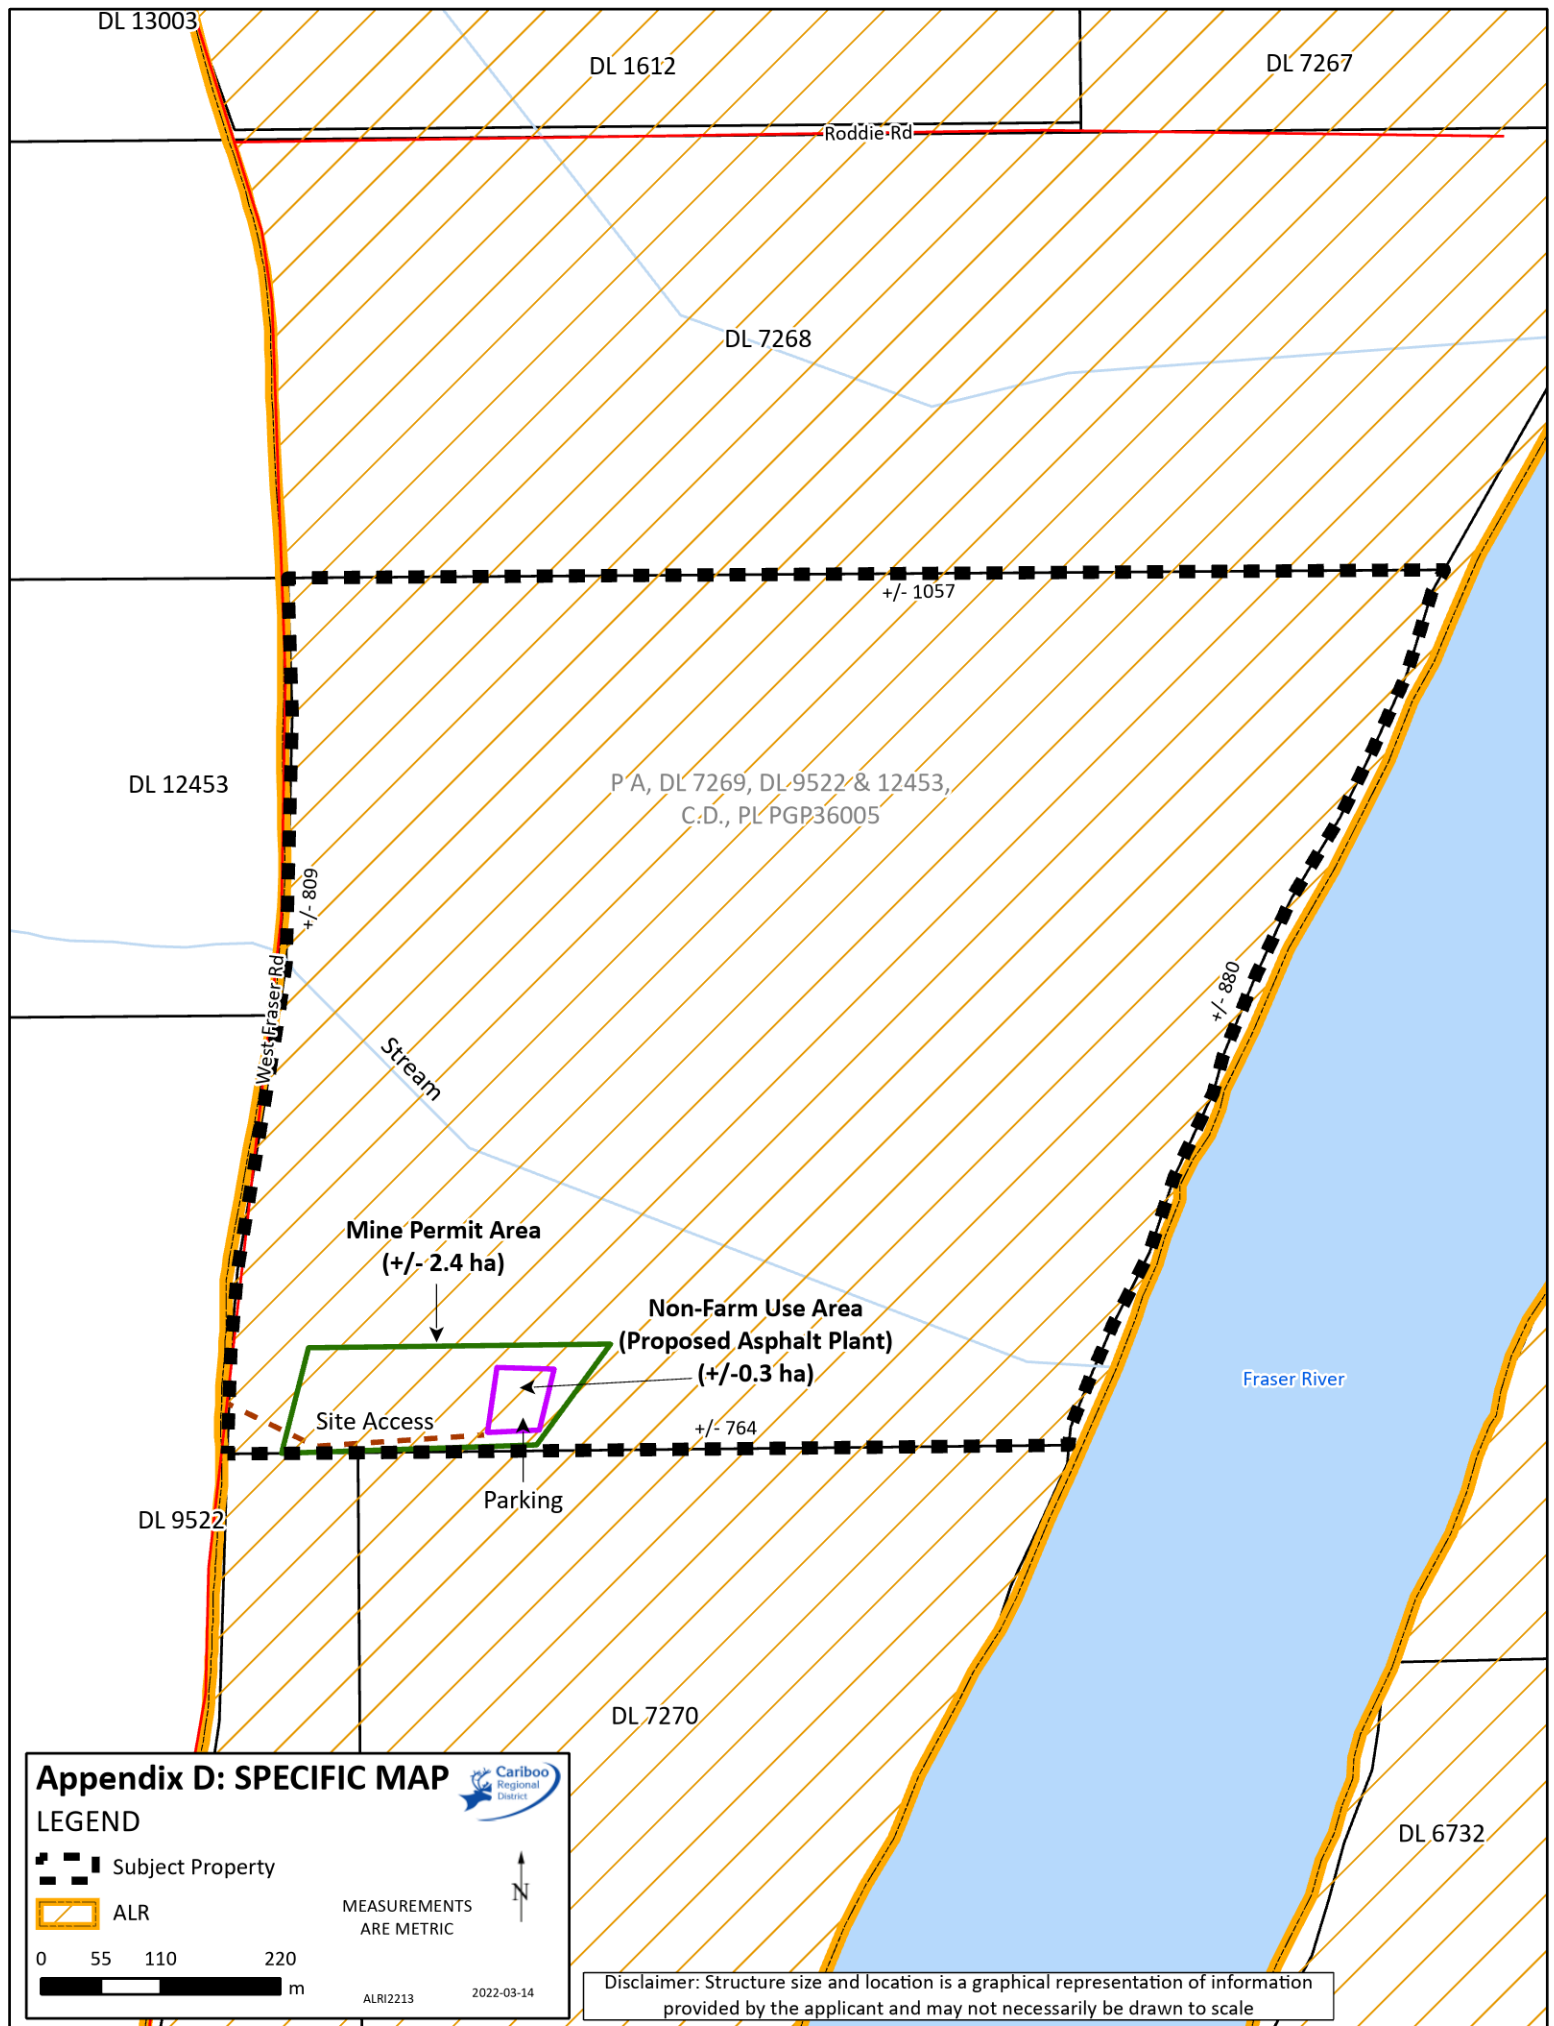 DL 13003
DL 1612
DL 7267
Roddie Rd
DL 7268
+/- 1057
DL 12453
P A, DL 7269, DL 9522 & 12453,
C.D., PL PGP36005
+/- 809
West Fraser Rd
+/- 880
Stream
Mine Permit Area
(+/- 2.4 ha)
Non-Farm Use Area
(Proposed Asphalt Plant)
(+/-0.3 ha)
Fraser River
Site Access
+/- 764
Parking
DL 9522
DL 7270
DL 6732
Appendix D: SPECIFIC MAP
Cariboo
Regional
District
LEGEND
Subject Property
ALR
MEASUREMENTS
ARE METRIC
N
0 55 110 220
m
ALRI2213
2022-03-14
Disclaimer: Structure size and location is a graphical representation of information
provided by the applicant and may not necessarily be drawn to scale